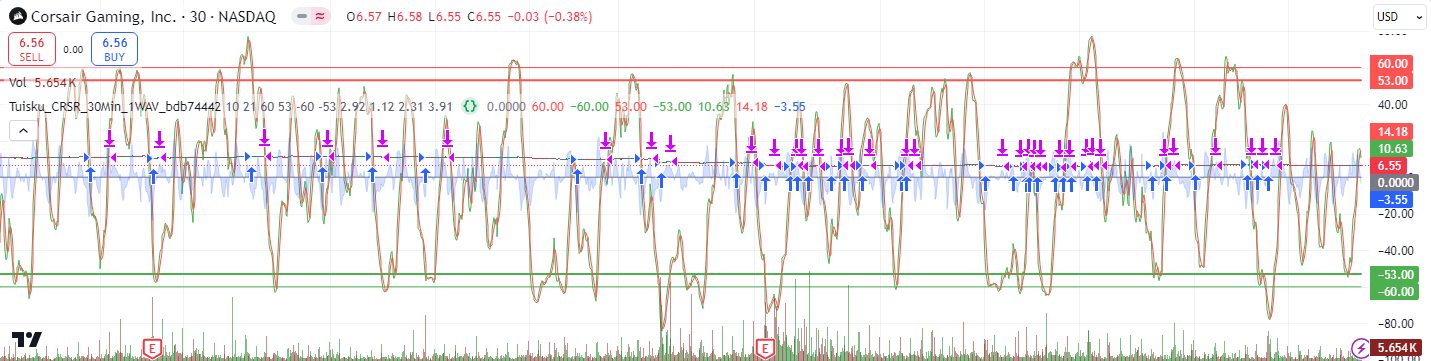 Corsair Gaming, Inc. · 30 · NASDAQ O6.57 H6.58 L6.55 C6.55 −0.03 (−0.38%)
USD
6.56 SELL
0.00
6.56 BUY
Vol 5.654K
Tuisku_CRSR_30Min_1WAV_bdb74442 10 21 60 53 -60 -53 2.92 1.12 2.31 3.91 0.0000 60.00 −60.00 53.00 −53.00 10.63 14.18 −3.55
60.00
53.00
40.00
14.18
10.63
6.55
0.0000
−3.55
−20.00
−40.00
−53.00
−60.00
−80.00
5.654K
E
E